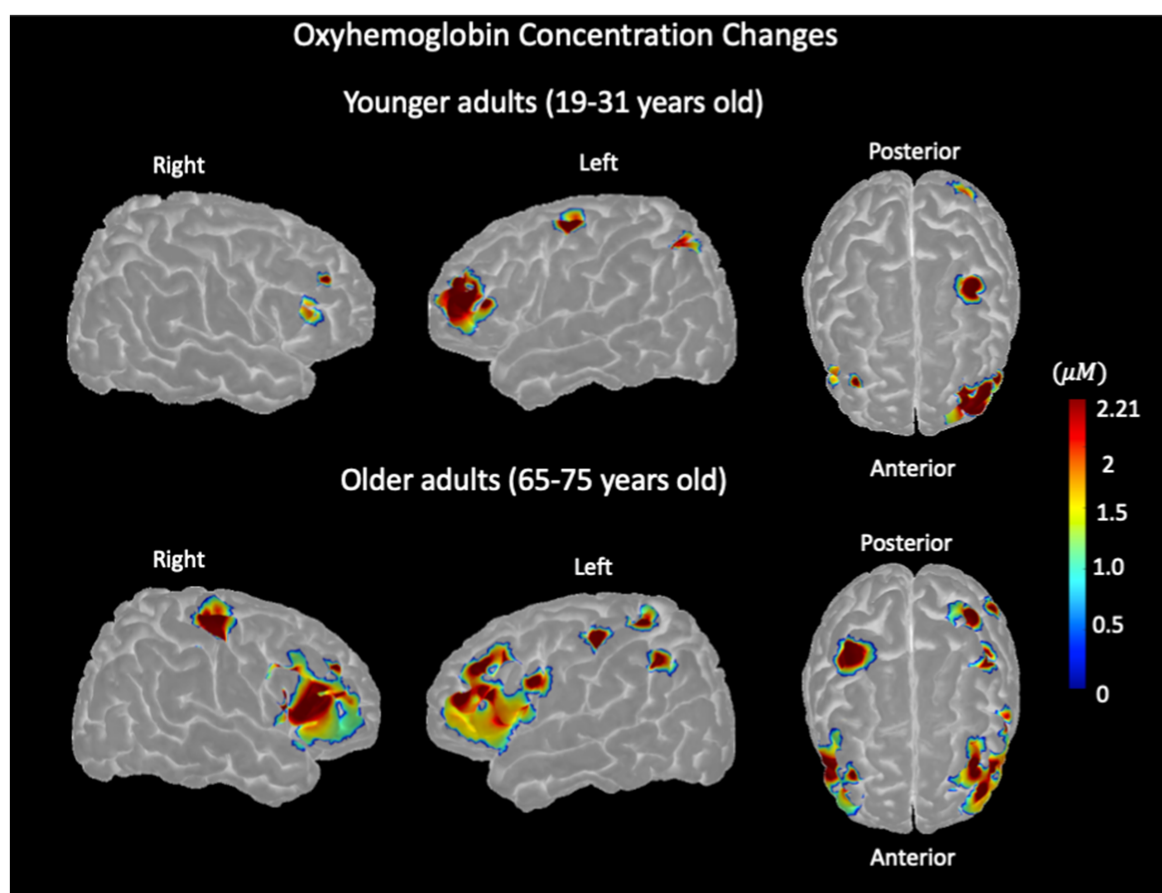 Oxyhemoglobin Concentration Changes
Younger adults (19-31 years old)
Right
Left
Posterior
Anterior
(μM)
2.21
2
1.5
1.0
0.5
0
Older adults (65-75 years old)
Right
Left
Posterior
Anterior